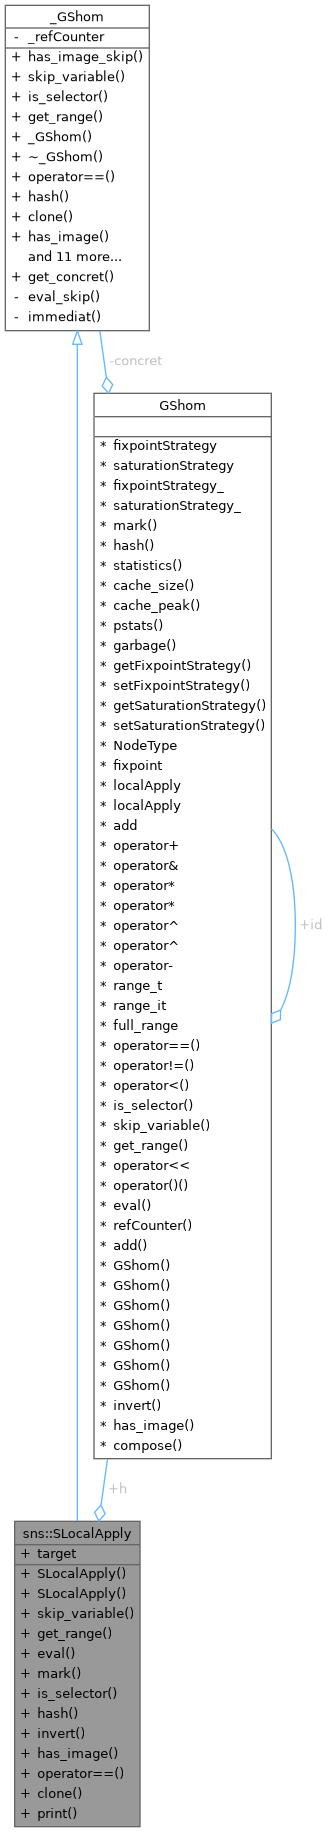 _GShom
- _refCounter
+ has_image_skip()
+ skip_variable()
+ is_selector()
+ get_range()
+ _GShom()
+ ~_GShom()
+ operator==()
+ hash()
+ clone()
+ has_image()
and 11 more...
+ get_concret()
- eval_skip()
- immediat()
-concret
GShom
* fixpointStrategy
* saturationStrategy
* fixpointStrategy_
* saturationStrategy_
* mark()
* hash()
* statistics()
* cache_size()
* cache_peak()
* pstats()
* garbage()
* getFixpointStrategy()
* setFixpointStrategy()
* getSaturationStrategy()
* setSaturationStrategy()
* NodeType
* fixpoint
* localApply
* localApply
* add
* operator+
* operator&
* operator*
* operator*
* operator^
* operator^
* operator-
* range_t
* range_it
* full_range
* operator==()
* operator!=()
* operator<()
* is_selector()
* skip_variable()
* get_range()
* operator<<
* operator()()
* eval()
* refCounter()
* add()
* GShom()
* GShom()
* GShom()
* GShom()
* GShom()
* GShom()
* GShom()
* invert()
* has_image()
* compose()
+id
+h
sns::SLocalApply
+ target
+ SLocalApply()
+ SLocalApply()
+ skip_variable()
+ get_range()
+ eval()
+ mark()
+ is_selector()
+ hash()
+ invert()
+ has_image()
+ operator==()
+ clone()
+ print()